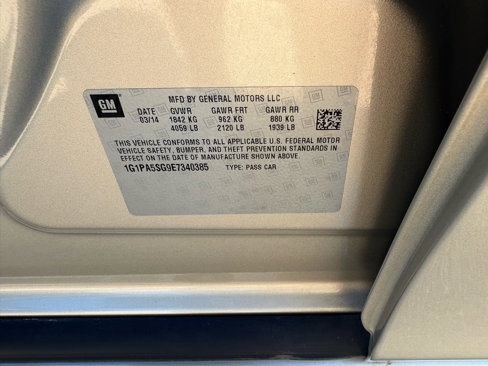 GM
MFD BY GENERAL MOTORS LLC
DATE GVWR GAWR FRT GAWR RR
03/14 1842 KG 962 KG 880 KG
4059 LB 2120 LB 1939 LB
THIS VEHICLE CONFORMS TO ALL APPLICABLE U.S. FEDERAL MOTOR
VEHICLE SAFETY, BUMPER, AND THEFT PREVENTION STANDARDS IN
EFFECT ON THE DATE OF MANUFACTURE SHOWN ABOVE.
1G1PA5SG9E7340385 TYPE: PASS CAR